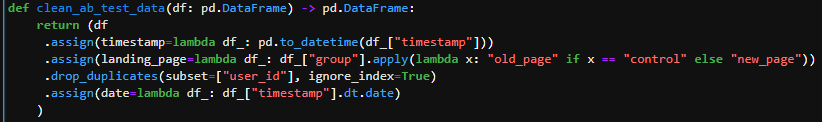 def clean_ab_test_data(df: pd.DataFrame) -> pd.DataFrame:
    return (df
     .assign(timestamp=lambda df_: pd.to_datetime(df_["timestamp"]))
     .assign(landing_page=lambda df_: df_["group"].apply(lambda x: "old_page" if x == "control" else "new_page"))
     .drop_duplicates(subset=["user_id"], ignore_index=True)
     .assign(date=lambda df_: df_["timestamp"].dt.date)
    )